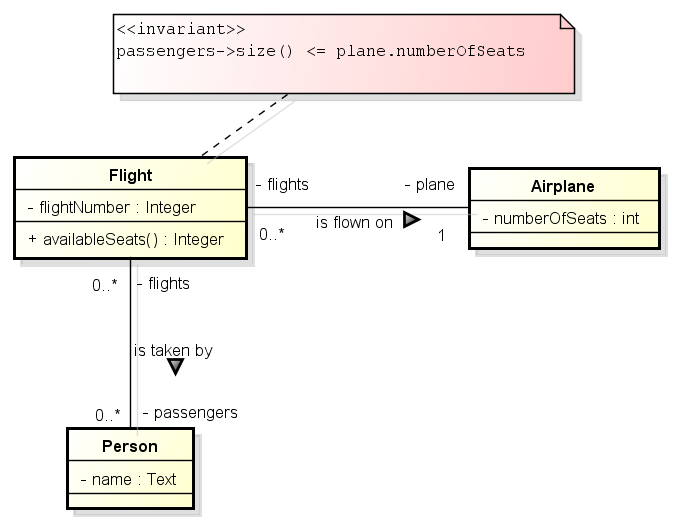 <<invariant>>
passengers->size() <= plane.numberOfSeats
Flight
- flightNumber : Integer
+ availableSeats() : Integer
- flights
- plane
0..*
is flown on
1
Airplane
- numberOfSeats : int
0..*
- flights
is taken by
0..*
- passengers
Person
- name : Text